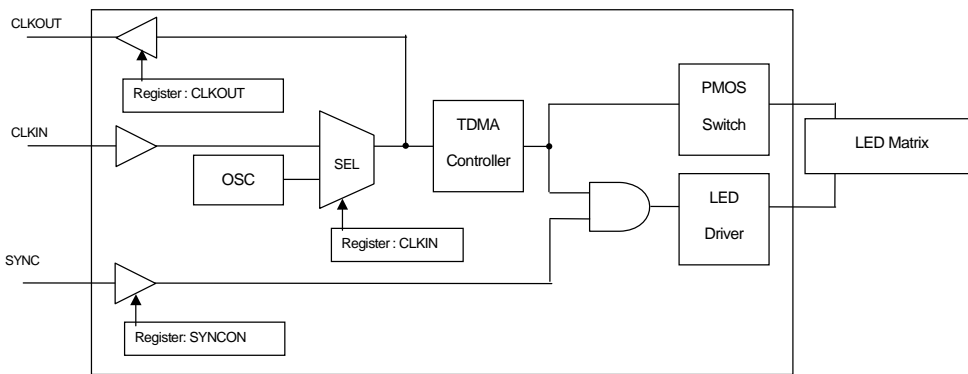 CLKOUT
Register : CLKOUT
PMOS
Switch
CLKIN
TDMA
Controller
LED Matrix
SEL
OSC
LED
Driver
Register : CLKIN
SYNC
Register: SYNCON